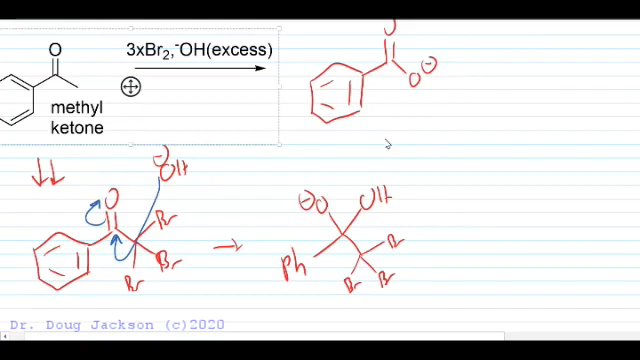 O
3xBr2,-OH(excess)
methyl
ketone
O
O ⊖
⊖
OH
O
Br
Br
Br
⊖O OH
Ph
Br
Br Br
Dr. Doug Jackson (c)2020